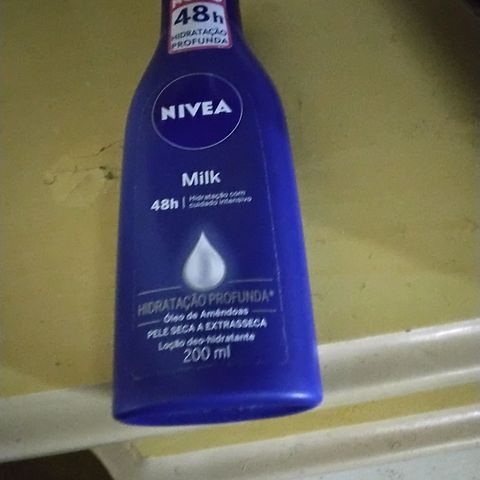 48h
HIDRATAÇÃO
PROFUNDA
NIVEA
Milk
48h | Hidratação com
cuidado intensivo
HIDRATAÇÃO PROFUNDA*
Óleo de Amêndoas
PELE SECA A EXTRASSECA
Loção deo-hidratante
200 ml